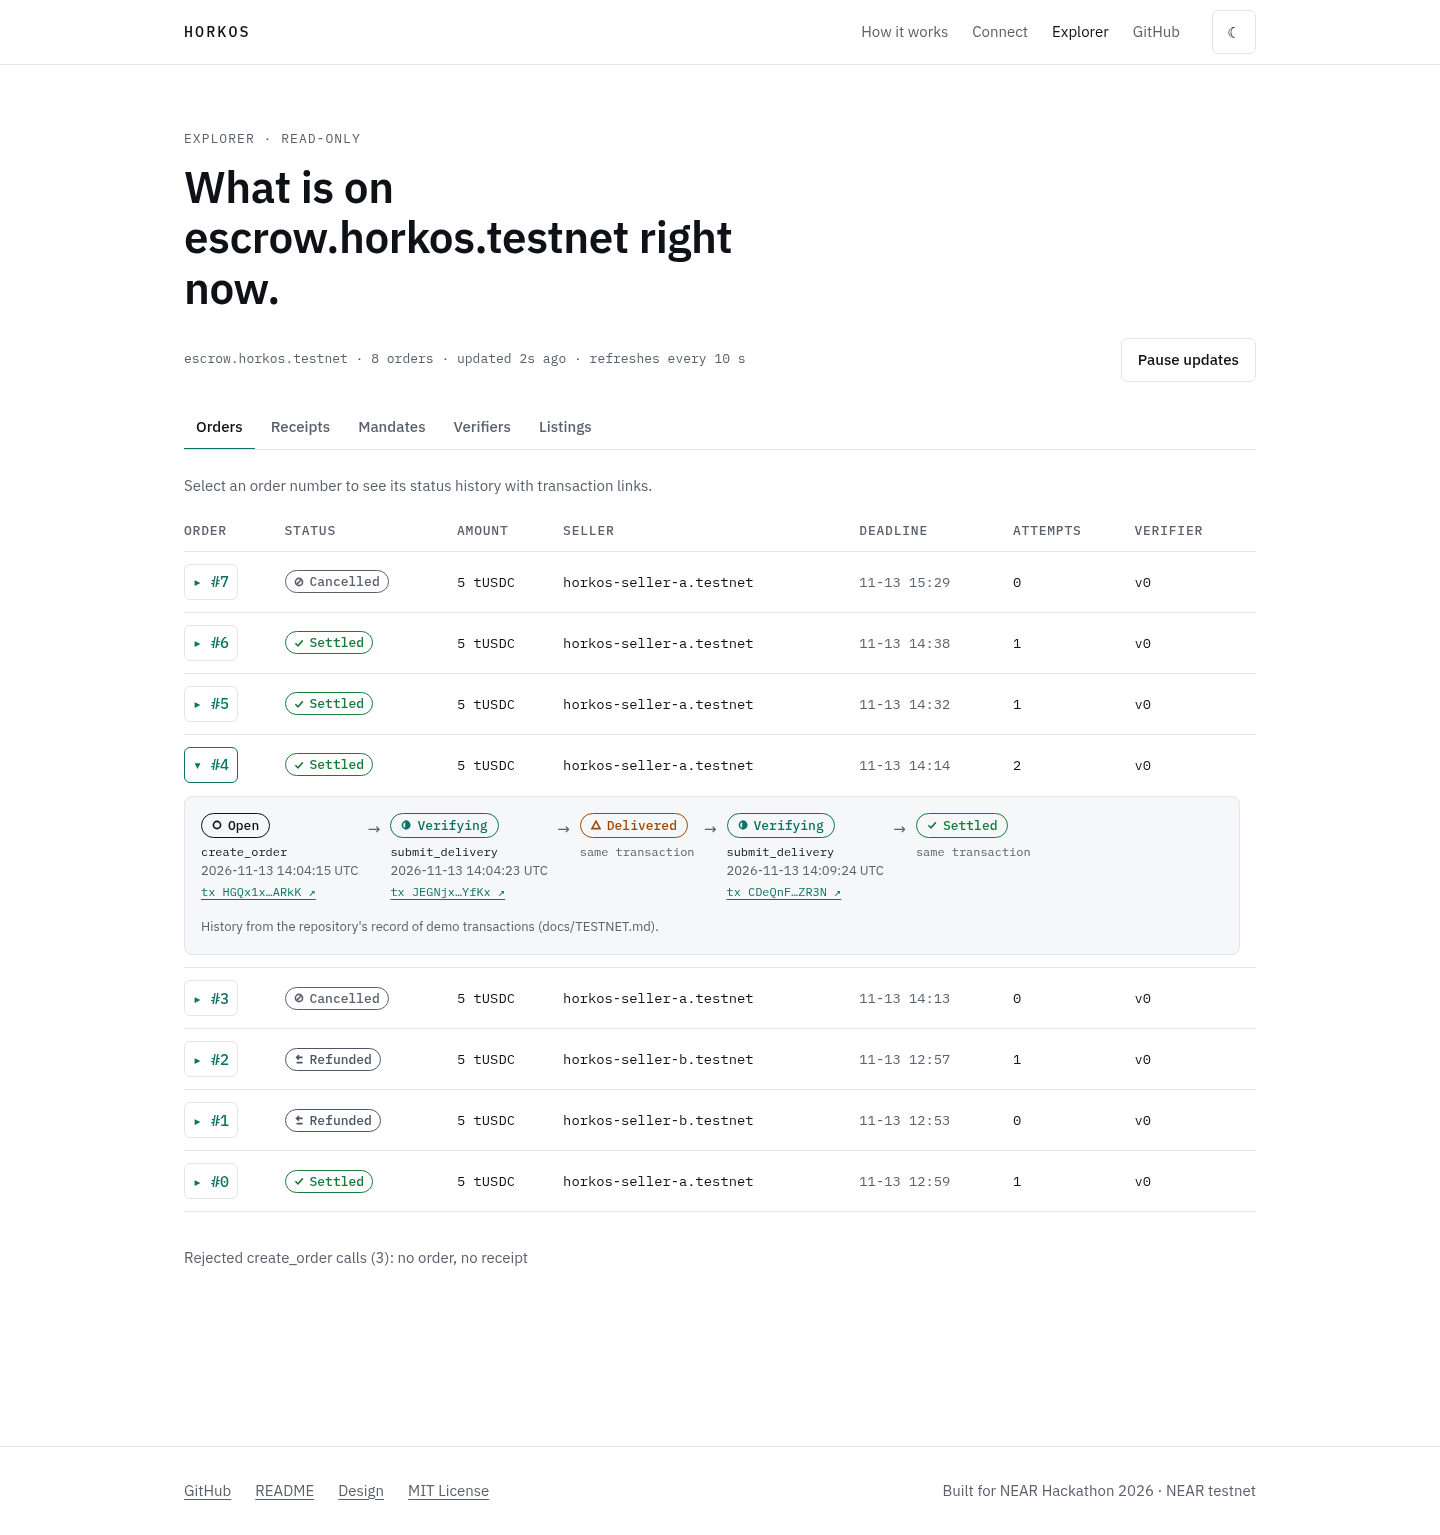 HORKOS How it works Connect Explorer GitHub
EXPLORER · READ-ONLY
What is on
escrow.horkos.testnet right
now.
escrow.horkos.testnet · 8 orders · updated 2s ago · refreshes every 10 s Pause updates
Orders Receipts Mandates Verifiers Listings
Select an order number to see its status history with transaction links.
ORDER STATUS AMOUNT SELLER DEADLINE ATTEMPTS VERIFIER
▸ #7 Cancelled 5 tUSDC horkos-seller-a.testnet 11-13 15:29 0 v0
▸ #6 Settled 5 tUSDC horkos-seller-a.testnet 11-13 14:38 1 v0
▸ #5 Settled 5 tUSDC horkos-seller-a.testnet 11-13 14:32 1 v0
▾ #4 Settled 5 tUSDC horkos-seller-a.testnet 11-13 14:14 2 v0
Open → Verifying → Delivered → Verifying → Settled
create_order submit_delivery same transaction submit_delivery same transaction
2026-11-13 14:04:15 UTC 2026-11-13 14:04:23 UTC 2026-11-13 14:09:24 UTC
tx HGQx1x…ARkK ↗ tx JEGNjx…YfKx ↗ tx CDeQnF…ZR3N ↗
History from the repository's record of demo transactions (docs/TESTNET.md).
▸ #3 Cancelled 5 tUSDC horkos-seller-a.testnet 11-13 14:13 0 v0
▸ #2 Refunded 5 tUSDC horkos-seller-b.testnet 11-13 12:57 1 v0
▸ #1 Refunded 5 tUSDC horkos-seller-b.testnet 11-13 12:53 0 v0
▸ #0 Settled 5 tUSDC horkos-seller-a.testnet 11-13 12:59 1 v0
Rejected create_order calls (3): no order, no receipt
GitHub README Design MIT License Built for NEAR Hackathon 2026 · NEAR testnet